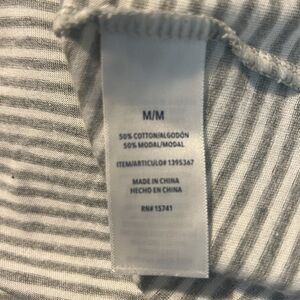 M/M
50% COTTON/ALGODÓN
50% MODAL/MODAL
ITEM/ARTICULO# 1395367
MADE IN CHINA
HECHO EN CHINA
RN# 15741